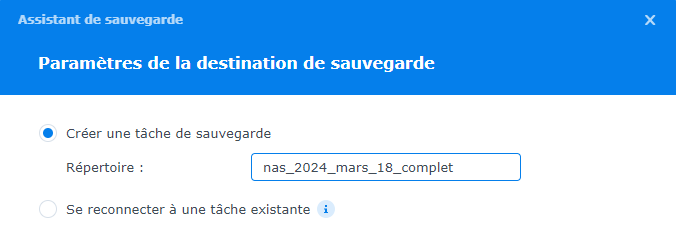 Assistant de sauvegarde
Paramètres de la destination de sauvegarde
Créer une tâche de sauvegarde
Répertoire : nas_2024_mars_18_complet
Se reconnecter à une tâche existante